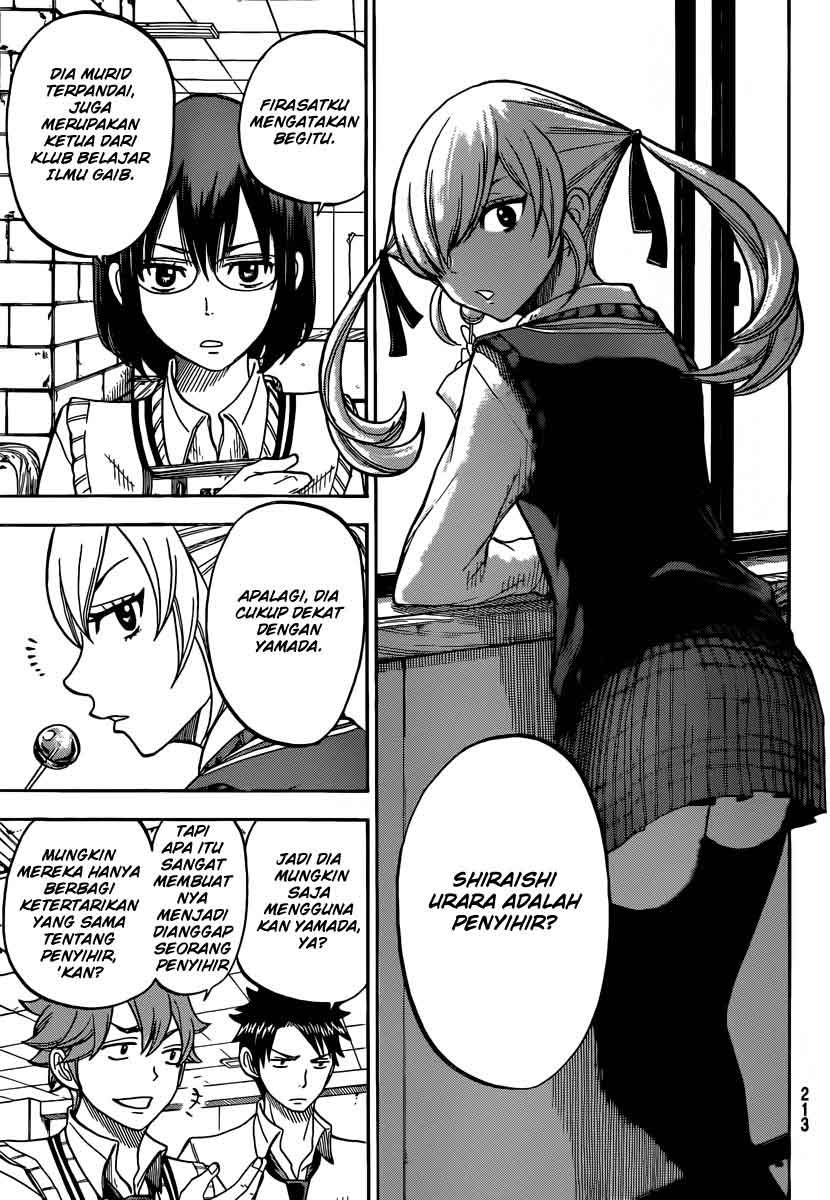 SHIRAISHI
URARA ADALAH
PENYIHIR?
FIRASATKU
MENGATAKAN
BEGITU.
DIA MURID
TERPANDAI,
JUGA
MERUPAKAN
KETUA DARI
KLUB BELAJAR
ILMU GAIB.
APALAGI, DIA
CUKUP DEKAT
DENGAN
YAMADA.
JADI DIA
MUNGKIN
SAJA
MENGGUNA
KAN YAMADA,
YA?
TAPI
APA ITU
SANGAT
MEMBUAT
NYA
MENJADI
DIANGGAP
SEORANG
PENYIHIR
MUNGKIN
MEREKA HANYA
BERBAGI
KETERTARIKAN
YANG SAMA
TENTANG
PENYIHIR,
'KAN?
213